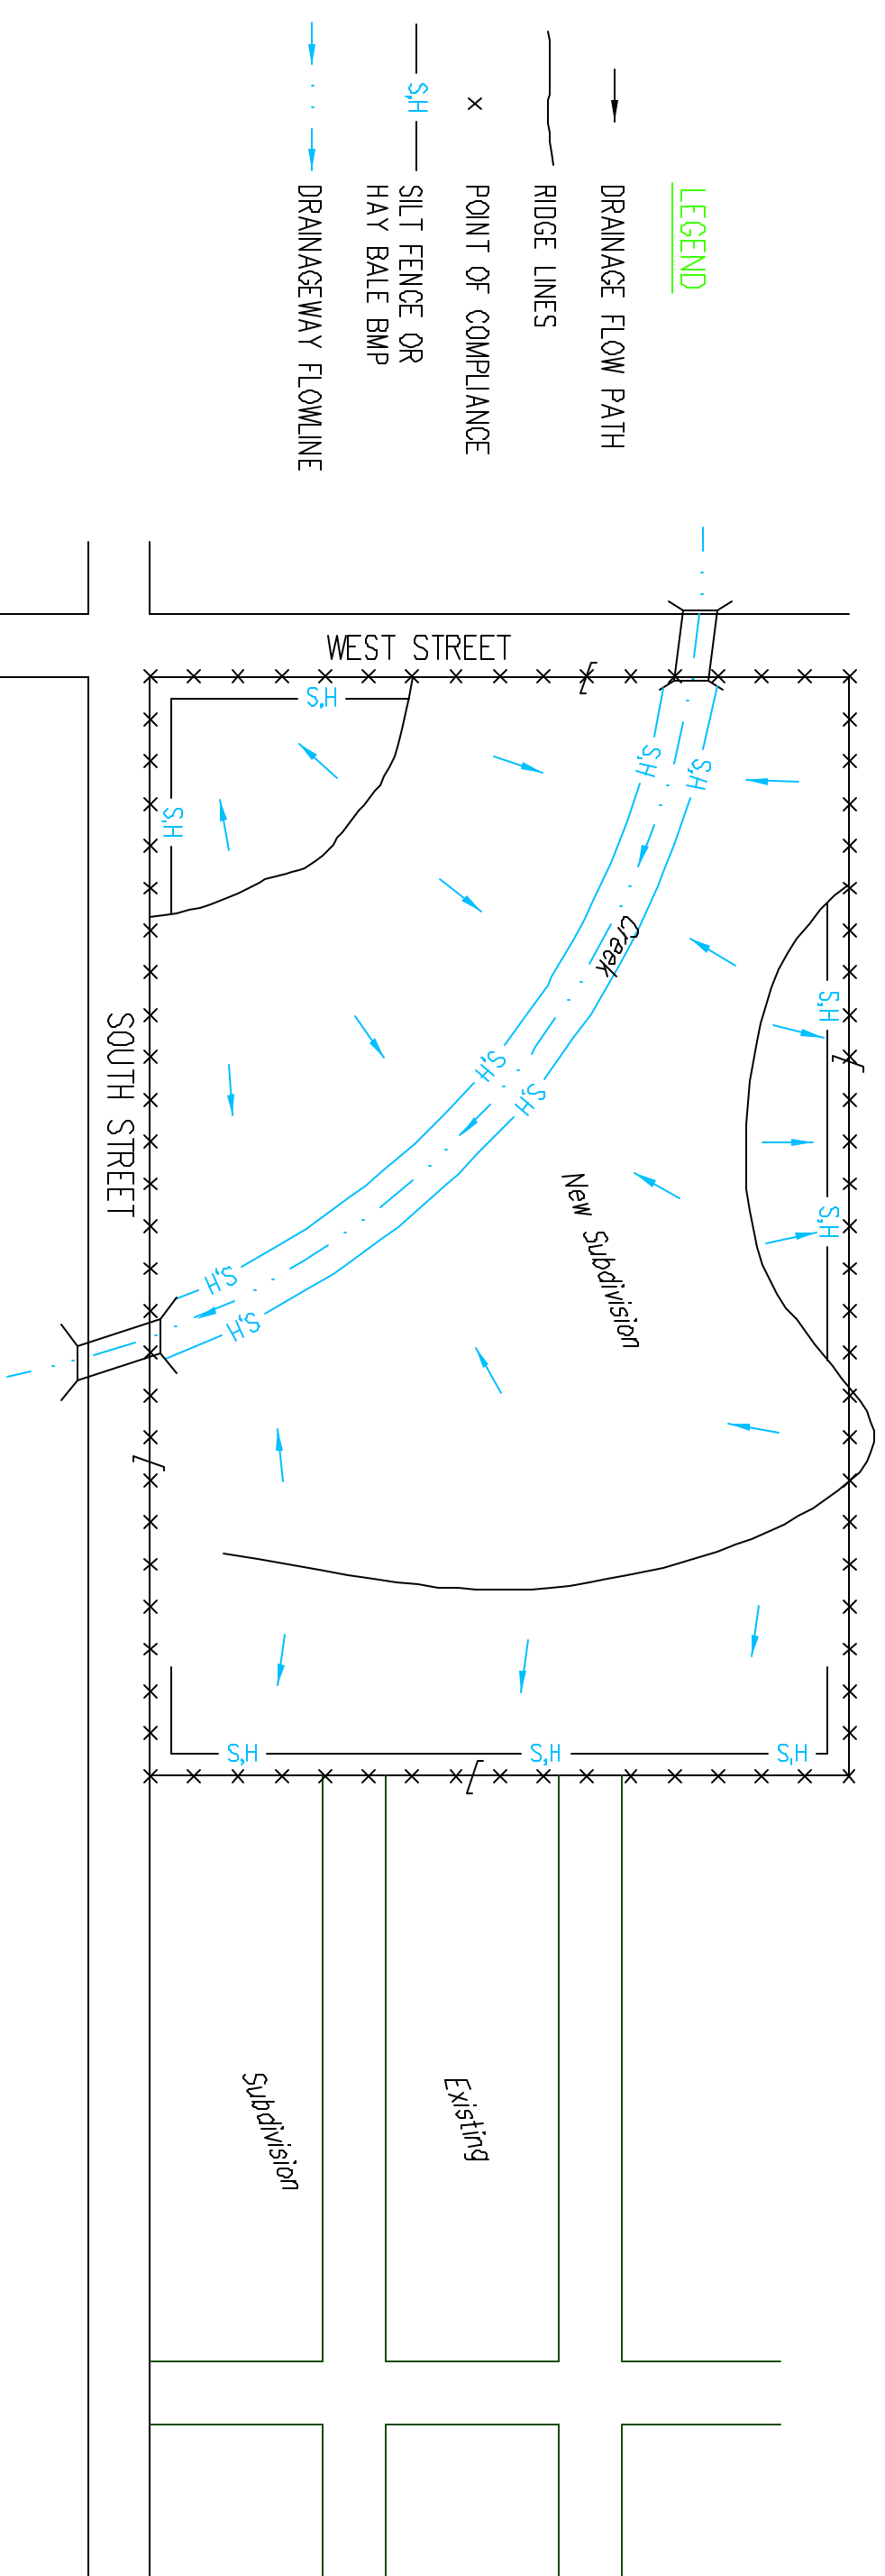 LEGEND
DRAINAGE FLOW PATH
RIDGE LINES
x POINT OF COMPLIANCE
S,H SILT FENCE OR
HAY BALE BMP
DRAINAGEWAY FLOWLINE
WEST STREET
S,H
S,H
S,H
S,H
Creek
S,H
S,H
S,H
S,H
S,H
S,H
SOUTH STREET
New Subdivision
S,H
S,H
S,H
Existing
Subdivision